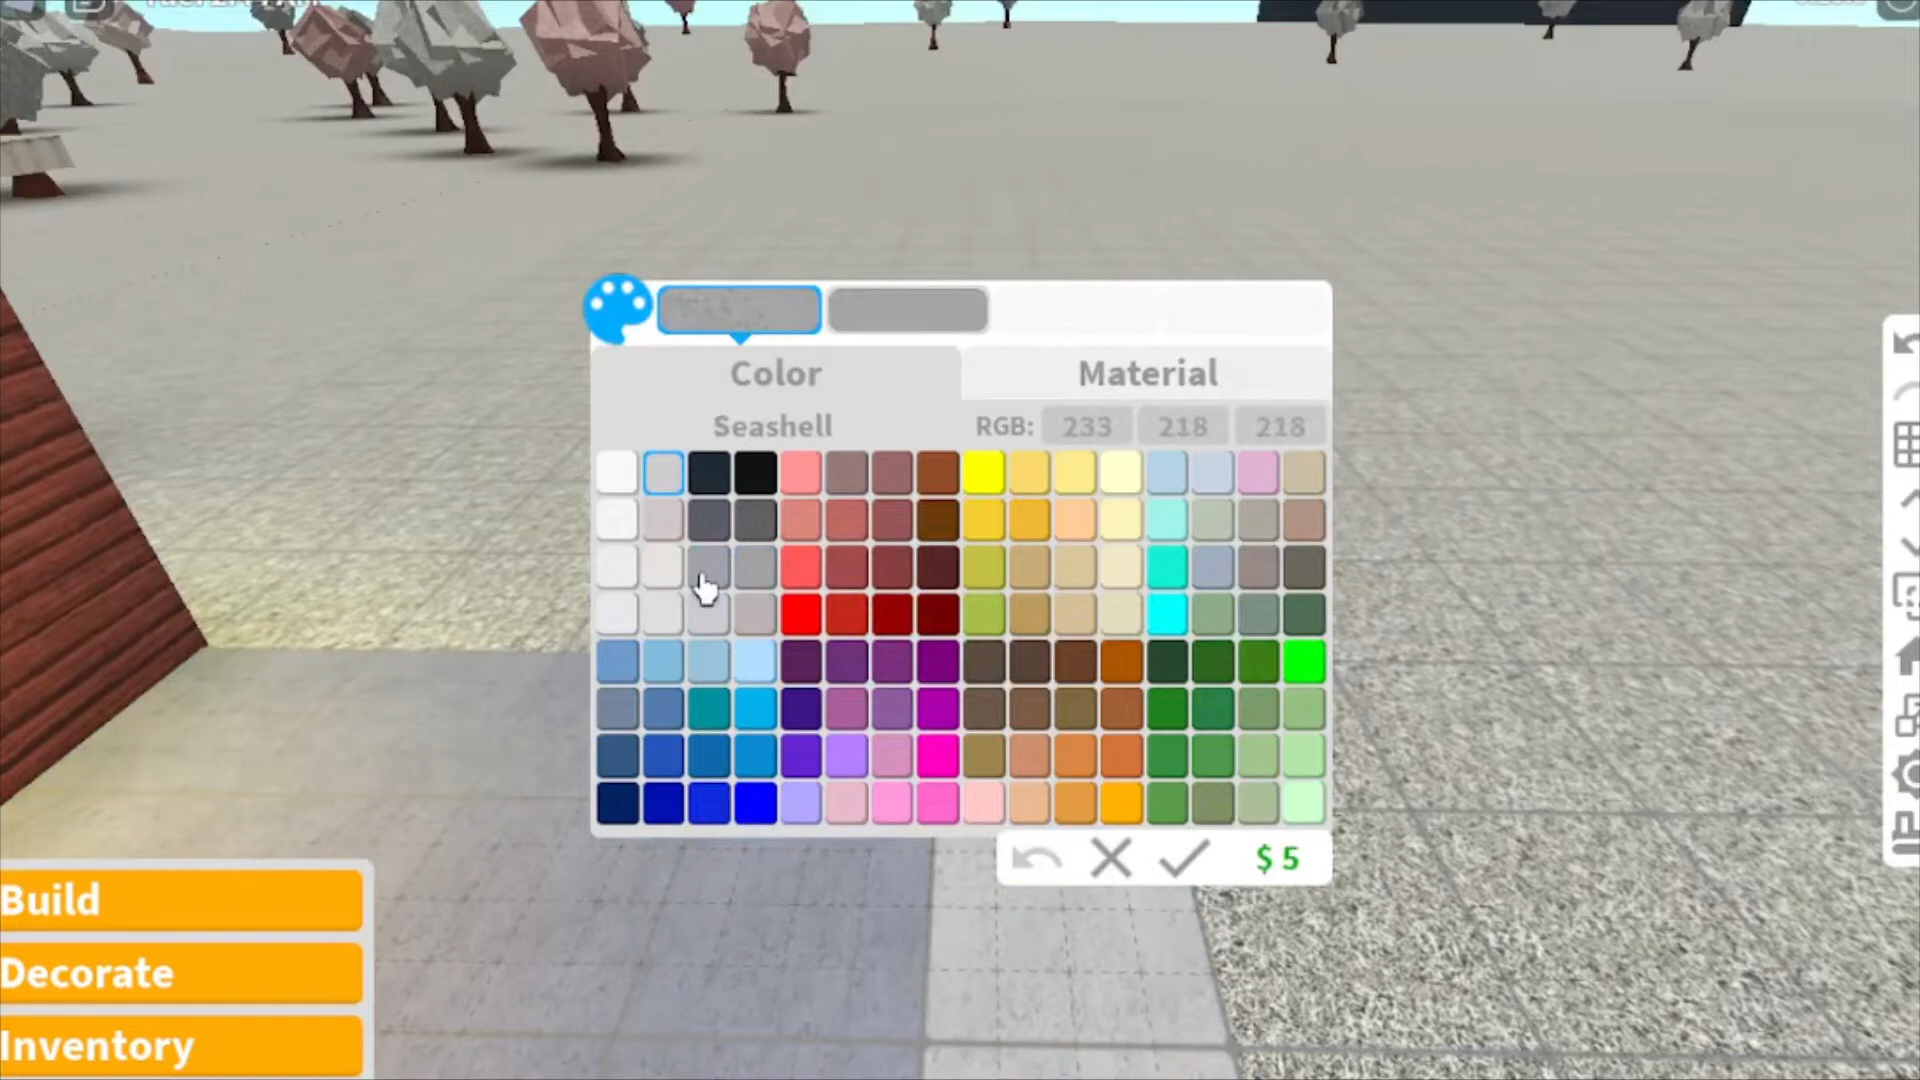 Color
Material
Seashell
RGB: 233 218 218
$ 5
Build
Decorate
Inventory